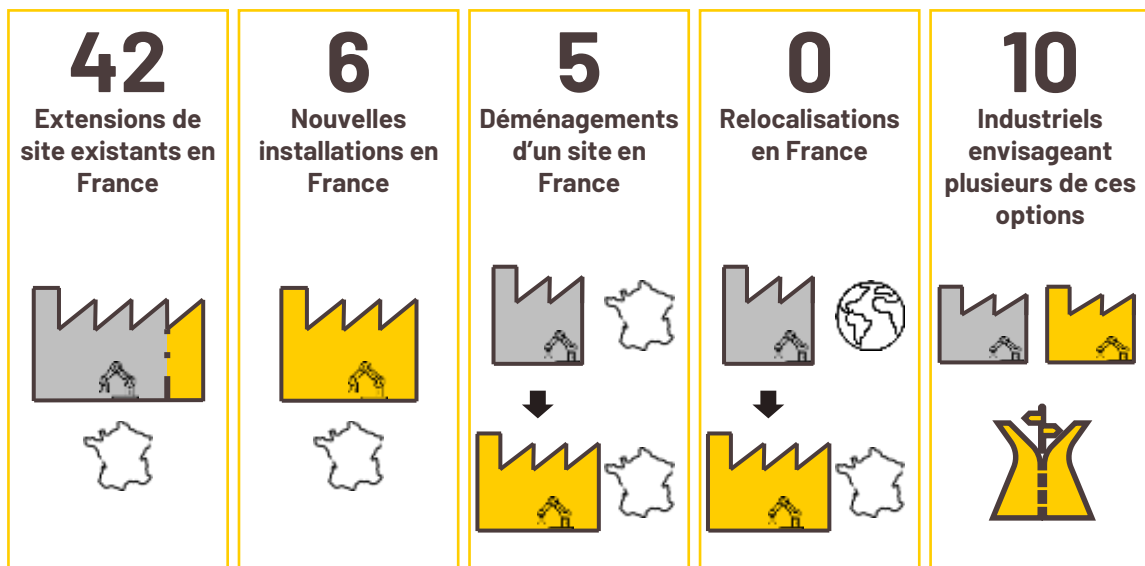 42
Extensions de
site existants en
France
6
Nouvelles
installations en
France
5
Déménagements
d’un site en
France
0
Relocalisations
en France
10
Industriels
envisageant
plusieurs de ces
options